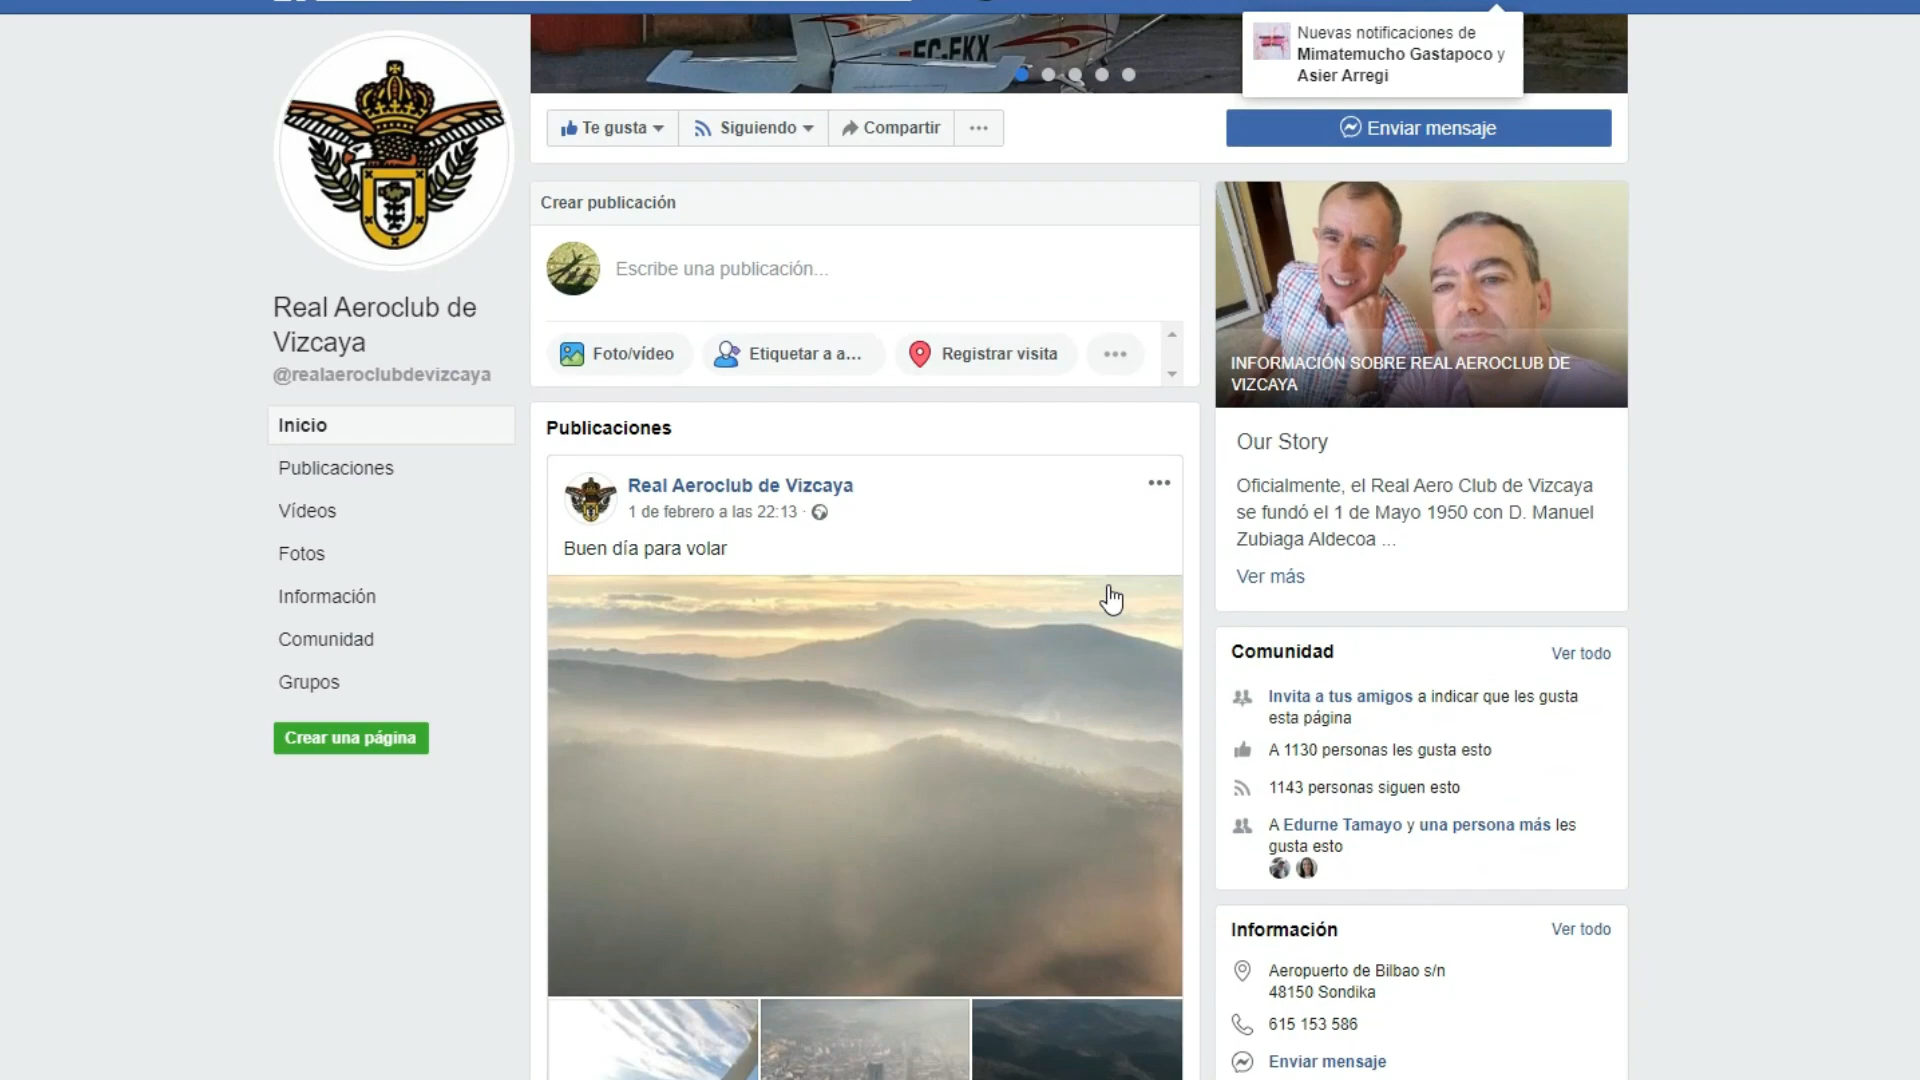 EC-FKX
Nuevas notificaciones de
Mimatemucho Gastapoco y
Asier Arregi
Te gusta
Siguiendo
Compartir
Enviar mensaje
Real Aeroclub de
Vizcaya
@realaeroclubdevizcaya
Inicio
Publicaciones
Vídeos
Fotos
Información
Comunidad
Grupos
Crear una página
Crear publicación
Escribe una publicación...
Foto/vídeo
Etiquetar a a...
Registrar visita
Publicaciones
Real Aeroclub de Vizcaya
1 de febrero a las 22:13 ·
Buen día para volar
INFORMACIÓN SOBRE REAL AEROCLUB DE
VIZCAYA
Our Story
Oficialmente, el Real Aero Club de Vizcaya
se fundó el 1 de Mayo 1950 con D. Manuel
Zubiaga Aldecoa ...
Ver más
Comunidad
Ver todo
Invita a tus amigos a indicar que les gusta
esta página
A 1130 personas les gusta esto
1143 personas siguen esto
A Edurne Tamayo y una persona más les
gusta esto
Información
Ver todo
Aeropuerto de Bilbao s/n
48150 Sondika
615 153 586
Enviar mensaje